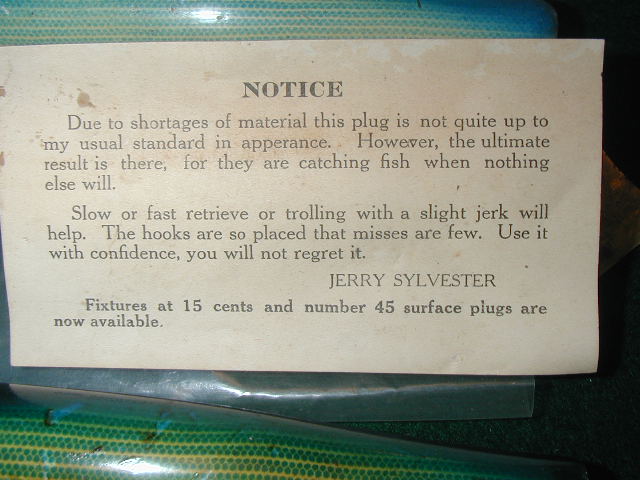 NOTICE
Due to shortages of material this plug is not quite up to
my usual standard in apperance. However, the ultimate
result is there, for they are catching fish when nothing
else will.
Slow or fast retrieve or trolling with a slight jerk will
help. The hooks are so placed that misses are few. Use it
with confidence, you will not regret it.
JERRY SYLVESTER
Fixtures at 15 cents and number 45 surface plugs are
now available.